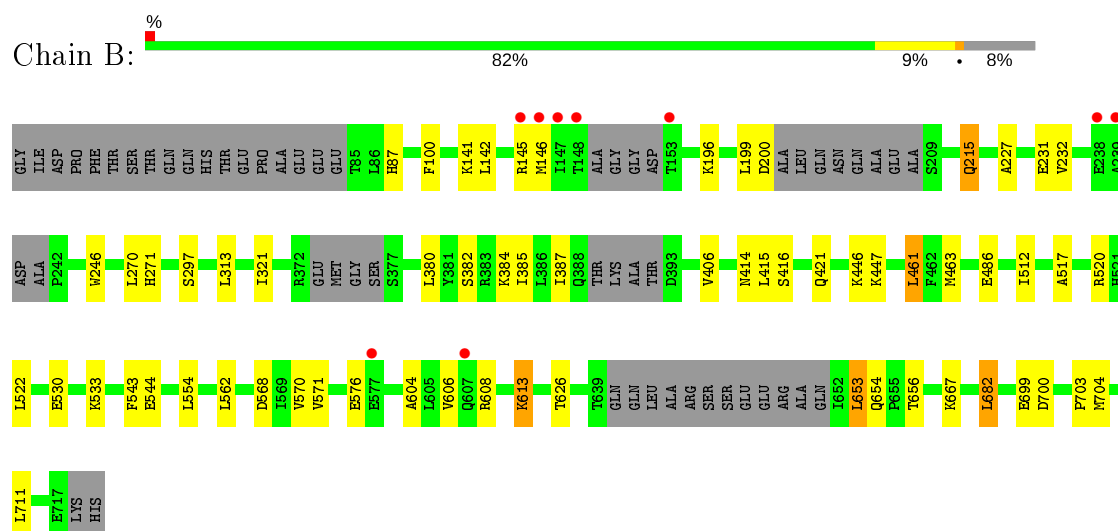 %
Chain B:
82% 9% • 8%
GLY ILE ASP PRO PHE THR SER THR GLN GLN HIS THR GLU PRO ALA GLU GLU GLU T85 L86 H87 F100 K141 L142 R145 M146 I147 T148 ALA GLY GLY ASP T153 K196 L199 D200 ALA LEU GLN ASN GLN ALA GLU ALA S209 Q215 A227 E231 V232 E238 A239
ASP ALA P242 W246 L270 H271 S297 L313 I321 R372 GLU MET GLY SER S377 L380 Y381 S382 R383 K384 I385 L386 I387 Q388 THR LYS ALA THR D393 V406 N414 L415 S416 Q421 K446 K447 L461 F462 M463 E486 I512 A517 R520 H521
L522 E530 K533 F543 E544 L554 L562 D568 I569 V570 V571 E576 E577 A604 L605 V606 Q607 R608 K613 T626 T639 GLN GLN LEU ALA ARG SER SER GLU GLU ARG ALA GLN I652 L653 Q654 P655 T656 K667 L682 E699 D700 P703 M704
L711 E717 LYS HIS